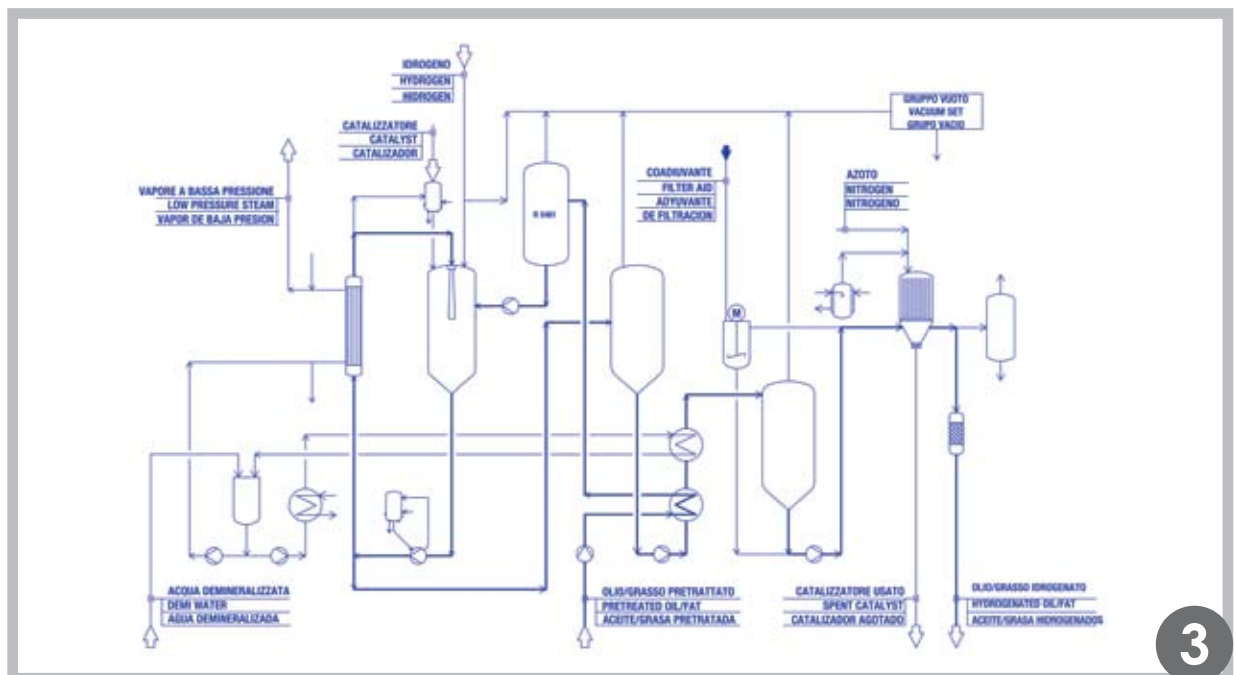 IDROGENO
HYDROGEN
HIDROGEN
CATALIZZATORE
CATALYST
CATALIZADOR
GRUPPO VUOTO
VACUUM SET
GRUPO VACIO
VAPORE A BASSA PRESSIONE
LOW PRESSURE STEAM
VAPOR DE BAJA PRESION
COADIUVANTE
FILTER AID
ADYUVANTE
DE FILTRACION
AZOTO
NITROGEN
NITROGENO
M
ACQUA DEMINERALIZZATA
DEMI WATER
AGUA DEMINERALIZADA
OLIO/GRASSO PRETRATTATO
PRETREATED OIL/FAT
ACEITE/GRASA PRETRATADA
CATALIZZATORE USATO
SPENT CATALYST
CATALIZADOR AGOTADO
OLIO/GRASSO IDROGENATO
HYDROGENATED OIL/FAT
ACEITE/GRASA HIDROGENADOS
3